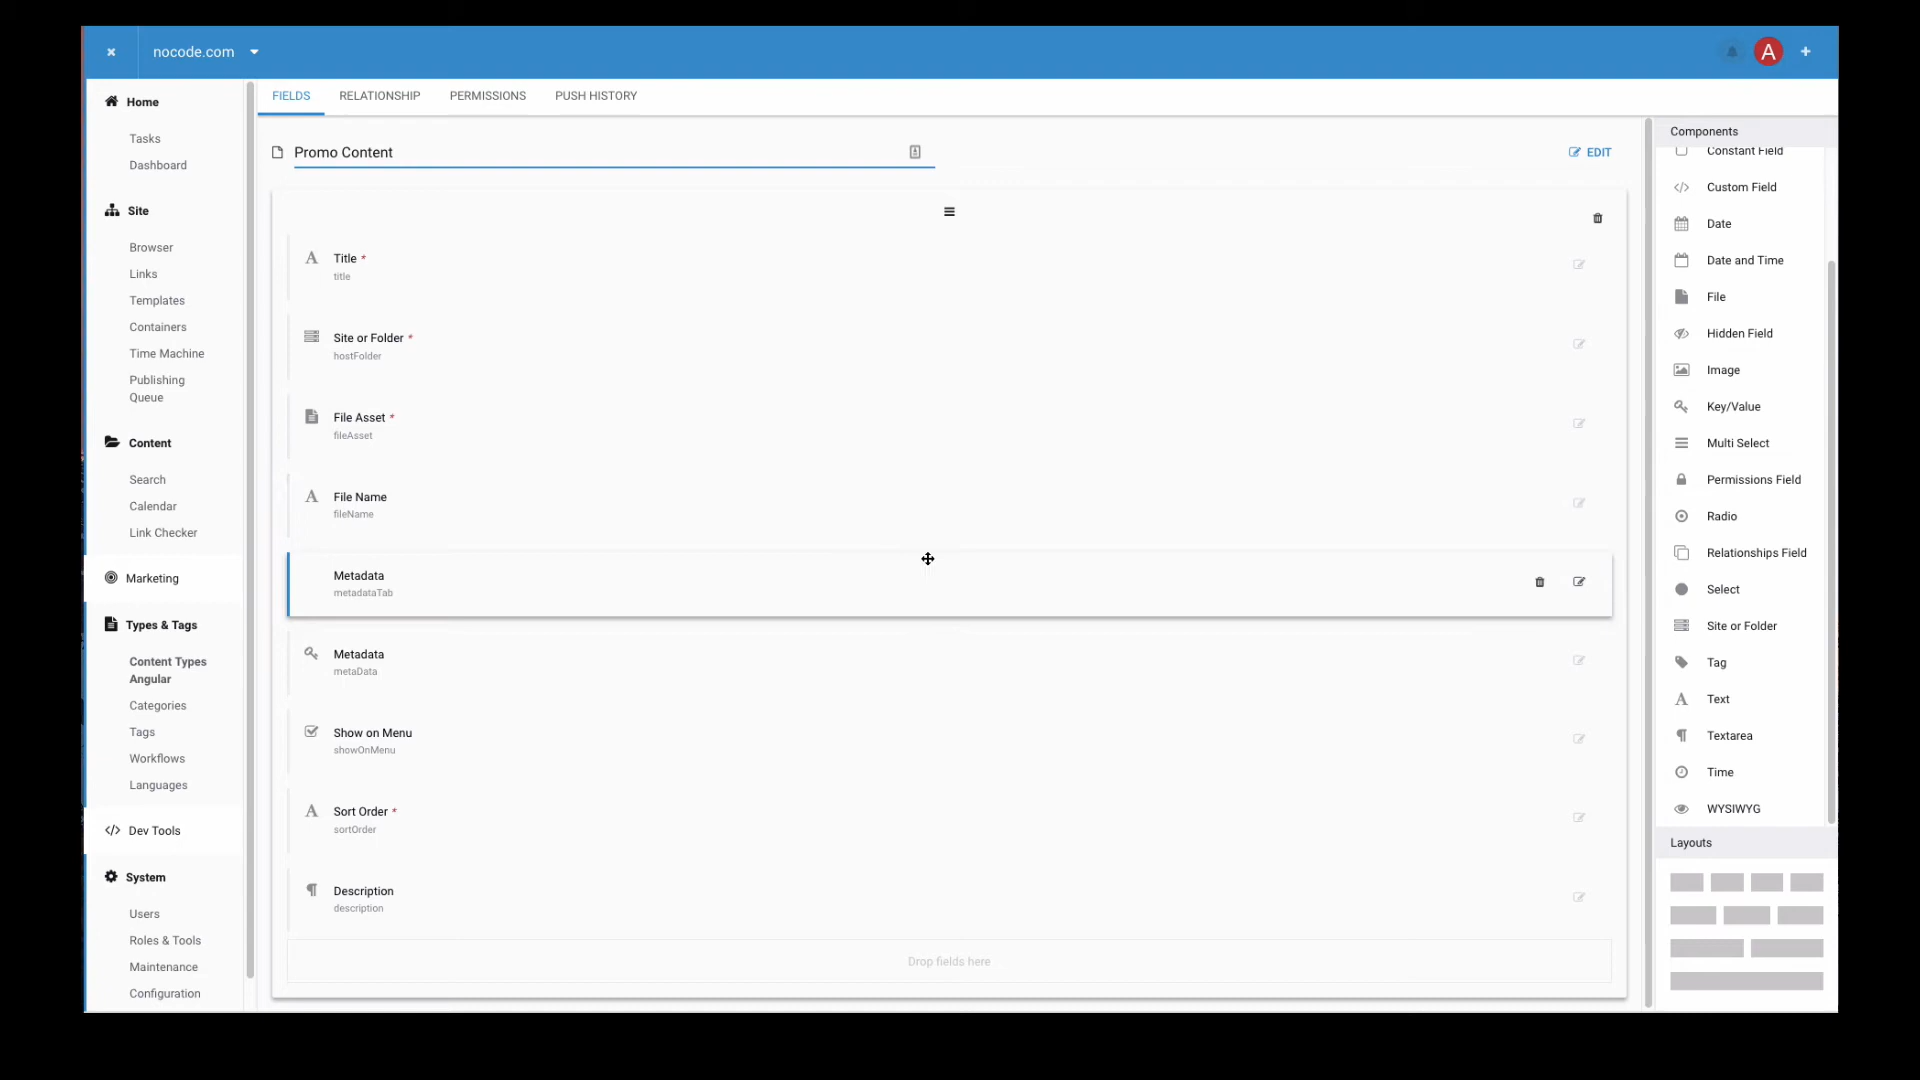 nocode.com
A
Home
Tasks
Dashboard
Site
Browser
Links
Templates
Containers
Time Machine
Publishing
Queue
Content
Search
Calendar
Link Checker
Marketing
Types & Tags
Content Types
Angular
Categories
Tags
Workflows
Languages
Dev Tools
System
Users
Roles & Tools
Maintenance
Configuration
FIELDS RELATIONSHIP PERMISSIONS PUSH HISTORY
Promo Content
EDIT
Title *
title
Site or Folder *
hostFolder
File Asset *
fileAsset
File Name
fileName
Metadata
metadataTab
Metadata
metaData
Show on Menu
showOnMenu
Sort Order *
sortOrder
Description
description
Drop fields here
Components
Constant Field
Custom Field
Date
Date and Time
File
Hidden Field
Image
Key/Value
Multi Select
Permissions Field
Radio
Relationships Field
Select
Site or Folder
Tag
Text
Textarea
Time
WYSIWYG
Layouts